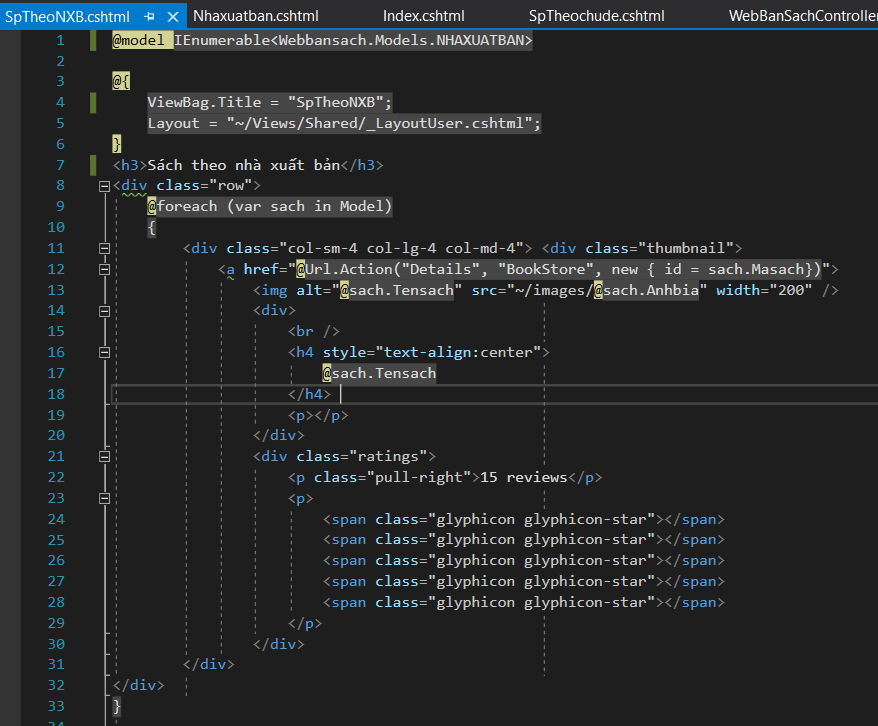 SpTheoNXB.cshtml Nhaxuatban.cshtml Index.cshtml SpTheochude.cshtml WebBanSachController
1 @model IEnumerable<Webbansach.Models.NHAXUATBAN>
2
3 @{
4 ViewBag.Title = "SpTheoNXB";
5 Layout = "~/Views/Shared/_LayoutUser.cshtml";
6 }
7 <h3>Sách theo nhà xuất bản</h3>
8 <div class="row">
9 @foreach (var sach in Model)
10 {
11 <div class="col-sm-4 col-lg-4 col-md-4"> <div class="thumbnail">
12 <a href="@Url.Action("Details", "BookStore", new { id = sach.Masach})">
13 <img alt="@sach.Tensach" src="~/images/@sach.Anhbia" width="200" />
14 <div>
15 <br />
16 <h4 style="text-align:center">
17 @sach.Tensach
18 </h4>
19 <p></p>
20 </div>
21 <div class="ratings">
22 <p class="pull-right">15 reviews</p>
23 <p>
24 <span class="glyphicon glyphicon-star"></span>
25 <span class="glyphicon glyphicon-star"></span>
26 <span class="glyphicon glyphicon-star"></span>
27 <span class="glyphicon glyphicon-star"></span>
28 <span class="glyphicon glyphicon-star"></span>
29 </p>
30 </div>
31 </div>
32 </div>
33 }